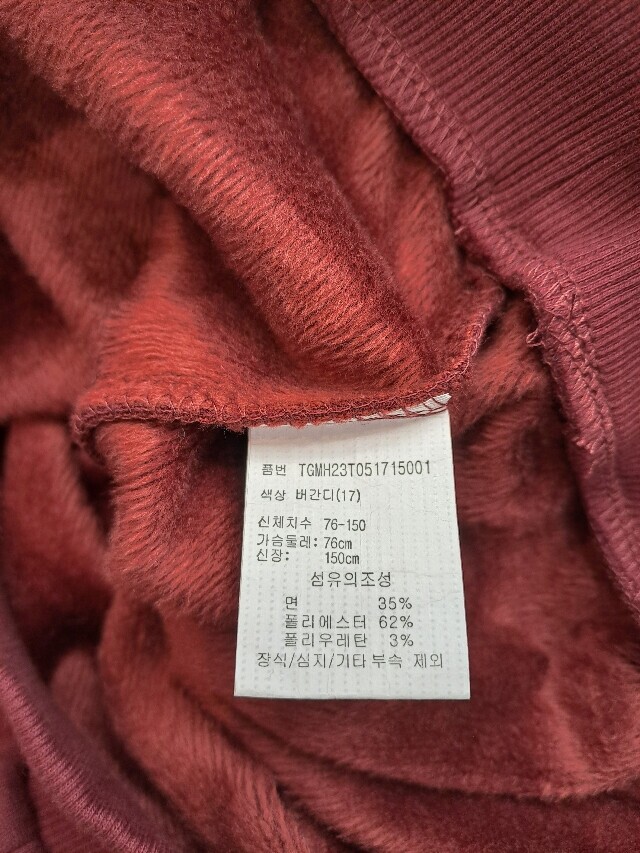 품번 TGMH23T051715001
색상 버간디(17)
신체치수 76-150
가슴둘레: 76cm
신장: 150cm
섬유의조성
면 35%
폴리에스터 62%
폴리우레탄 3%
장식/심지/기타부속 제외